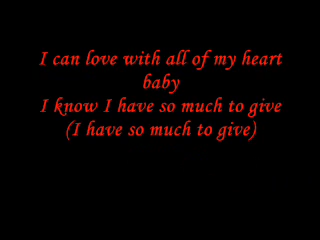 I can love with all of my heart
baby
I know I have so much to give
(I have so much to give)